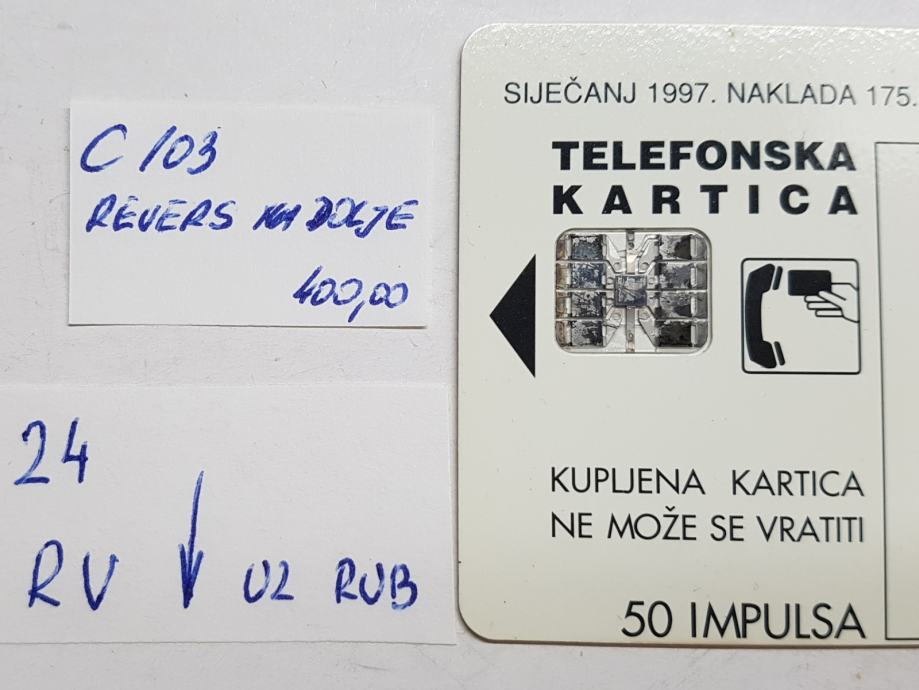 C 103
REVERS NA DOLJE
400,00
24
RV ↓ UZ RUB
SIJEČANJ 1997. NAKLADA 175.
TELEFONSKA
KARTICA
KUPLJENA KARTICA
NE MOŽE SE VRATITI
50 IMPULSA